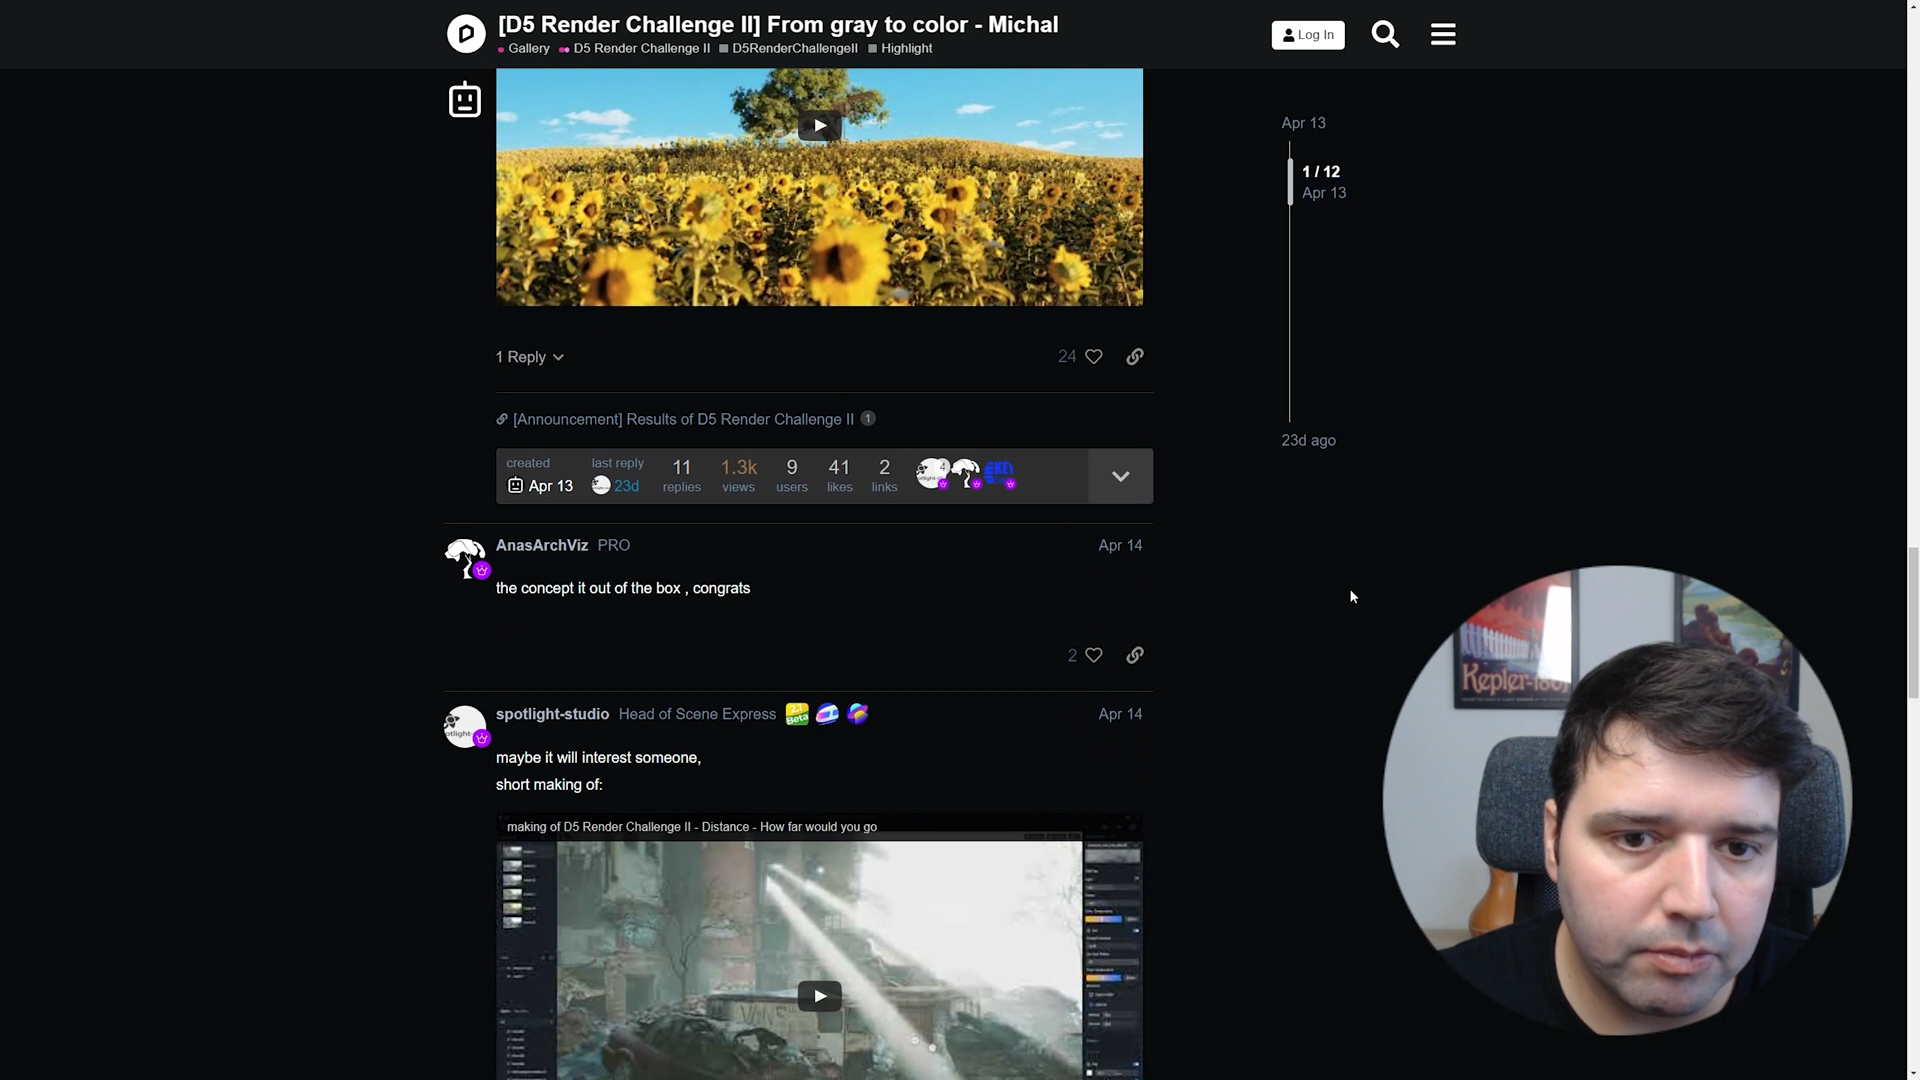 [D5 Render Challenge II] From gray to color - Michal
Gallery D5 Render Challenge II D5RenderChallengeII Highlight
Log In
Apr 13
1 / 12
Apr 13
23d ago
1 Reply
24
[Announcement] Results of D5 Render Challenge II 1
created
Apr 13
last reply
23d
11
replies
1.3k
views
9
users
41
likes
2
links
4
AnasArchViz PRO
Apr 14
the concept it out of the box , congrats
2
spotlight-studio Head of Scene Express
2.1
Beta
Apr 14
maybe it will interest someone,
short making of:
making of D5 Render Challenge II - Distance - How far would you go